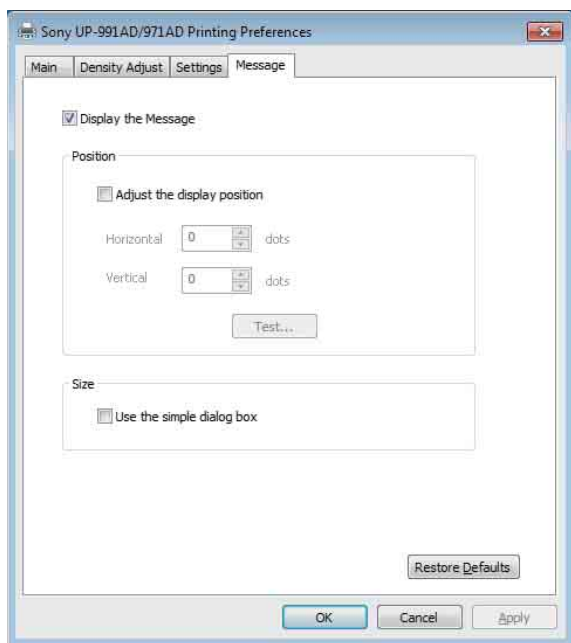 Sony UP-991AD/971AD Printing Preferences
Main Density Adjust Settings Message
Display the Message
Position
Adjust the display position
Horizontal 0 dots
Vertical 0 dots
Test...
Size
Use the simple dialog box
Restore Defaults
OK Cancel Apply